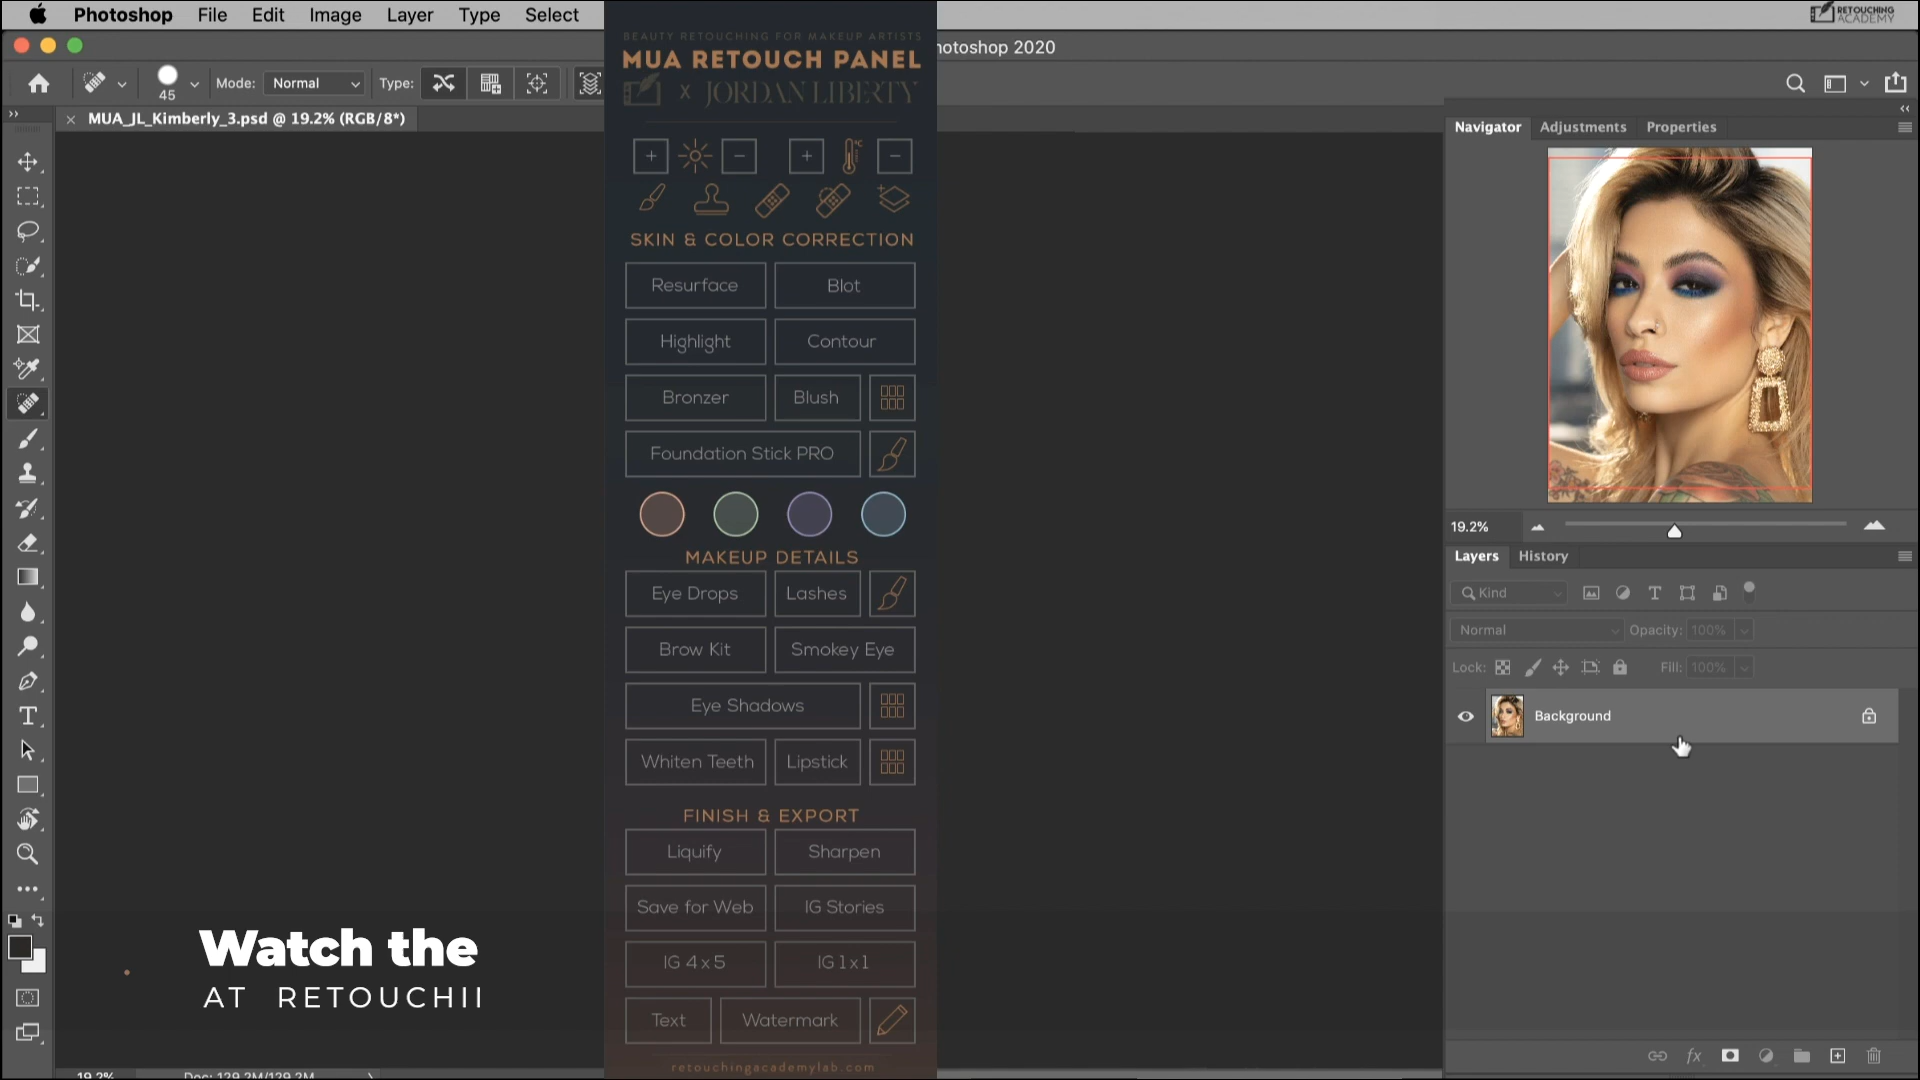 Photoshop File Edit Image Layer Type Select
RETOUCHING
ACADEMY
hotoshop 2020
45
Mode: Normal
Type:
× MUA_JL_Kimberly_3.psd @ 19.2% (RGB/8*)
BEAUTY RETOUCHING FOR MAKEUP ARTISTS
MUA RETOUCH PANEL
X JORDAN LIBERTY
°C
SKIN & COLOR CORRECTION
Resurface Blot
Highlight Contour
Bronzer Blush
Foundation Stick PRO
MAKEUP DETAILS
Eye Drops Lashes
Brow Kit Smokey Eye
Eye Shadows
Whiten Teeth Lipstick
FINISH & EXPORT
Liquify Sharpen
Save for Web IG Stories
IG 4x5 IG 1x1
Text Watermark
retouchingacademylab.com
Navigator Adjustments Properties
19.2%
Layers History
Kind
Normal Opacity: 100%
Lock: Fill: 100%
Background
fx
Watch the
AT RETOUCHII
19.2% Doc: 129.2M/129.2M